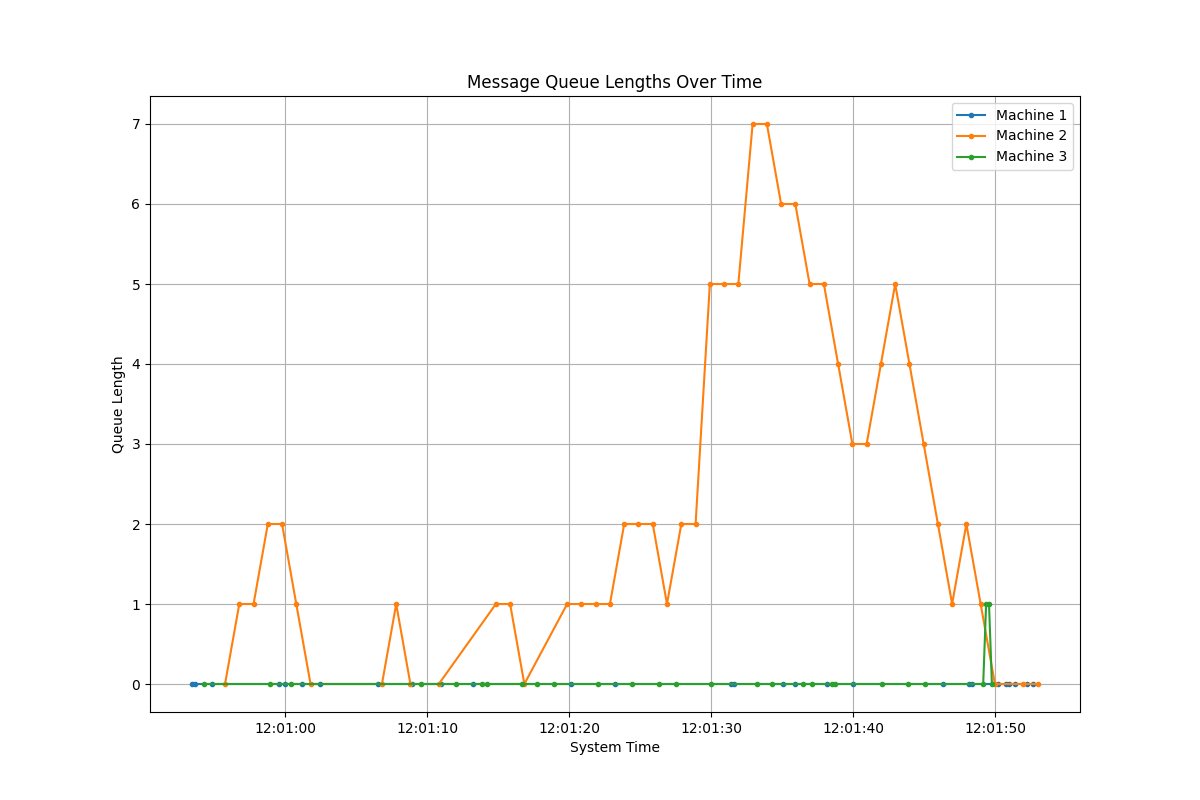 Message Queue Lengths Over Time
Machine 1
Machine 2
Machine 3
7
6
5
4
3
2
1
0
Queue Length
12:01:00 12:01:10 12:01:20 12:01:30 12:01:40 12:01:50
System Time